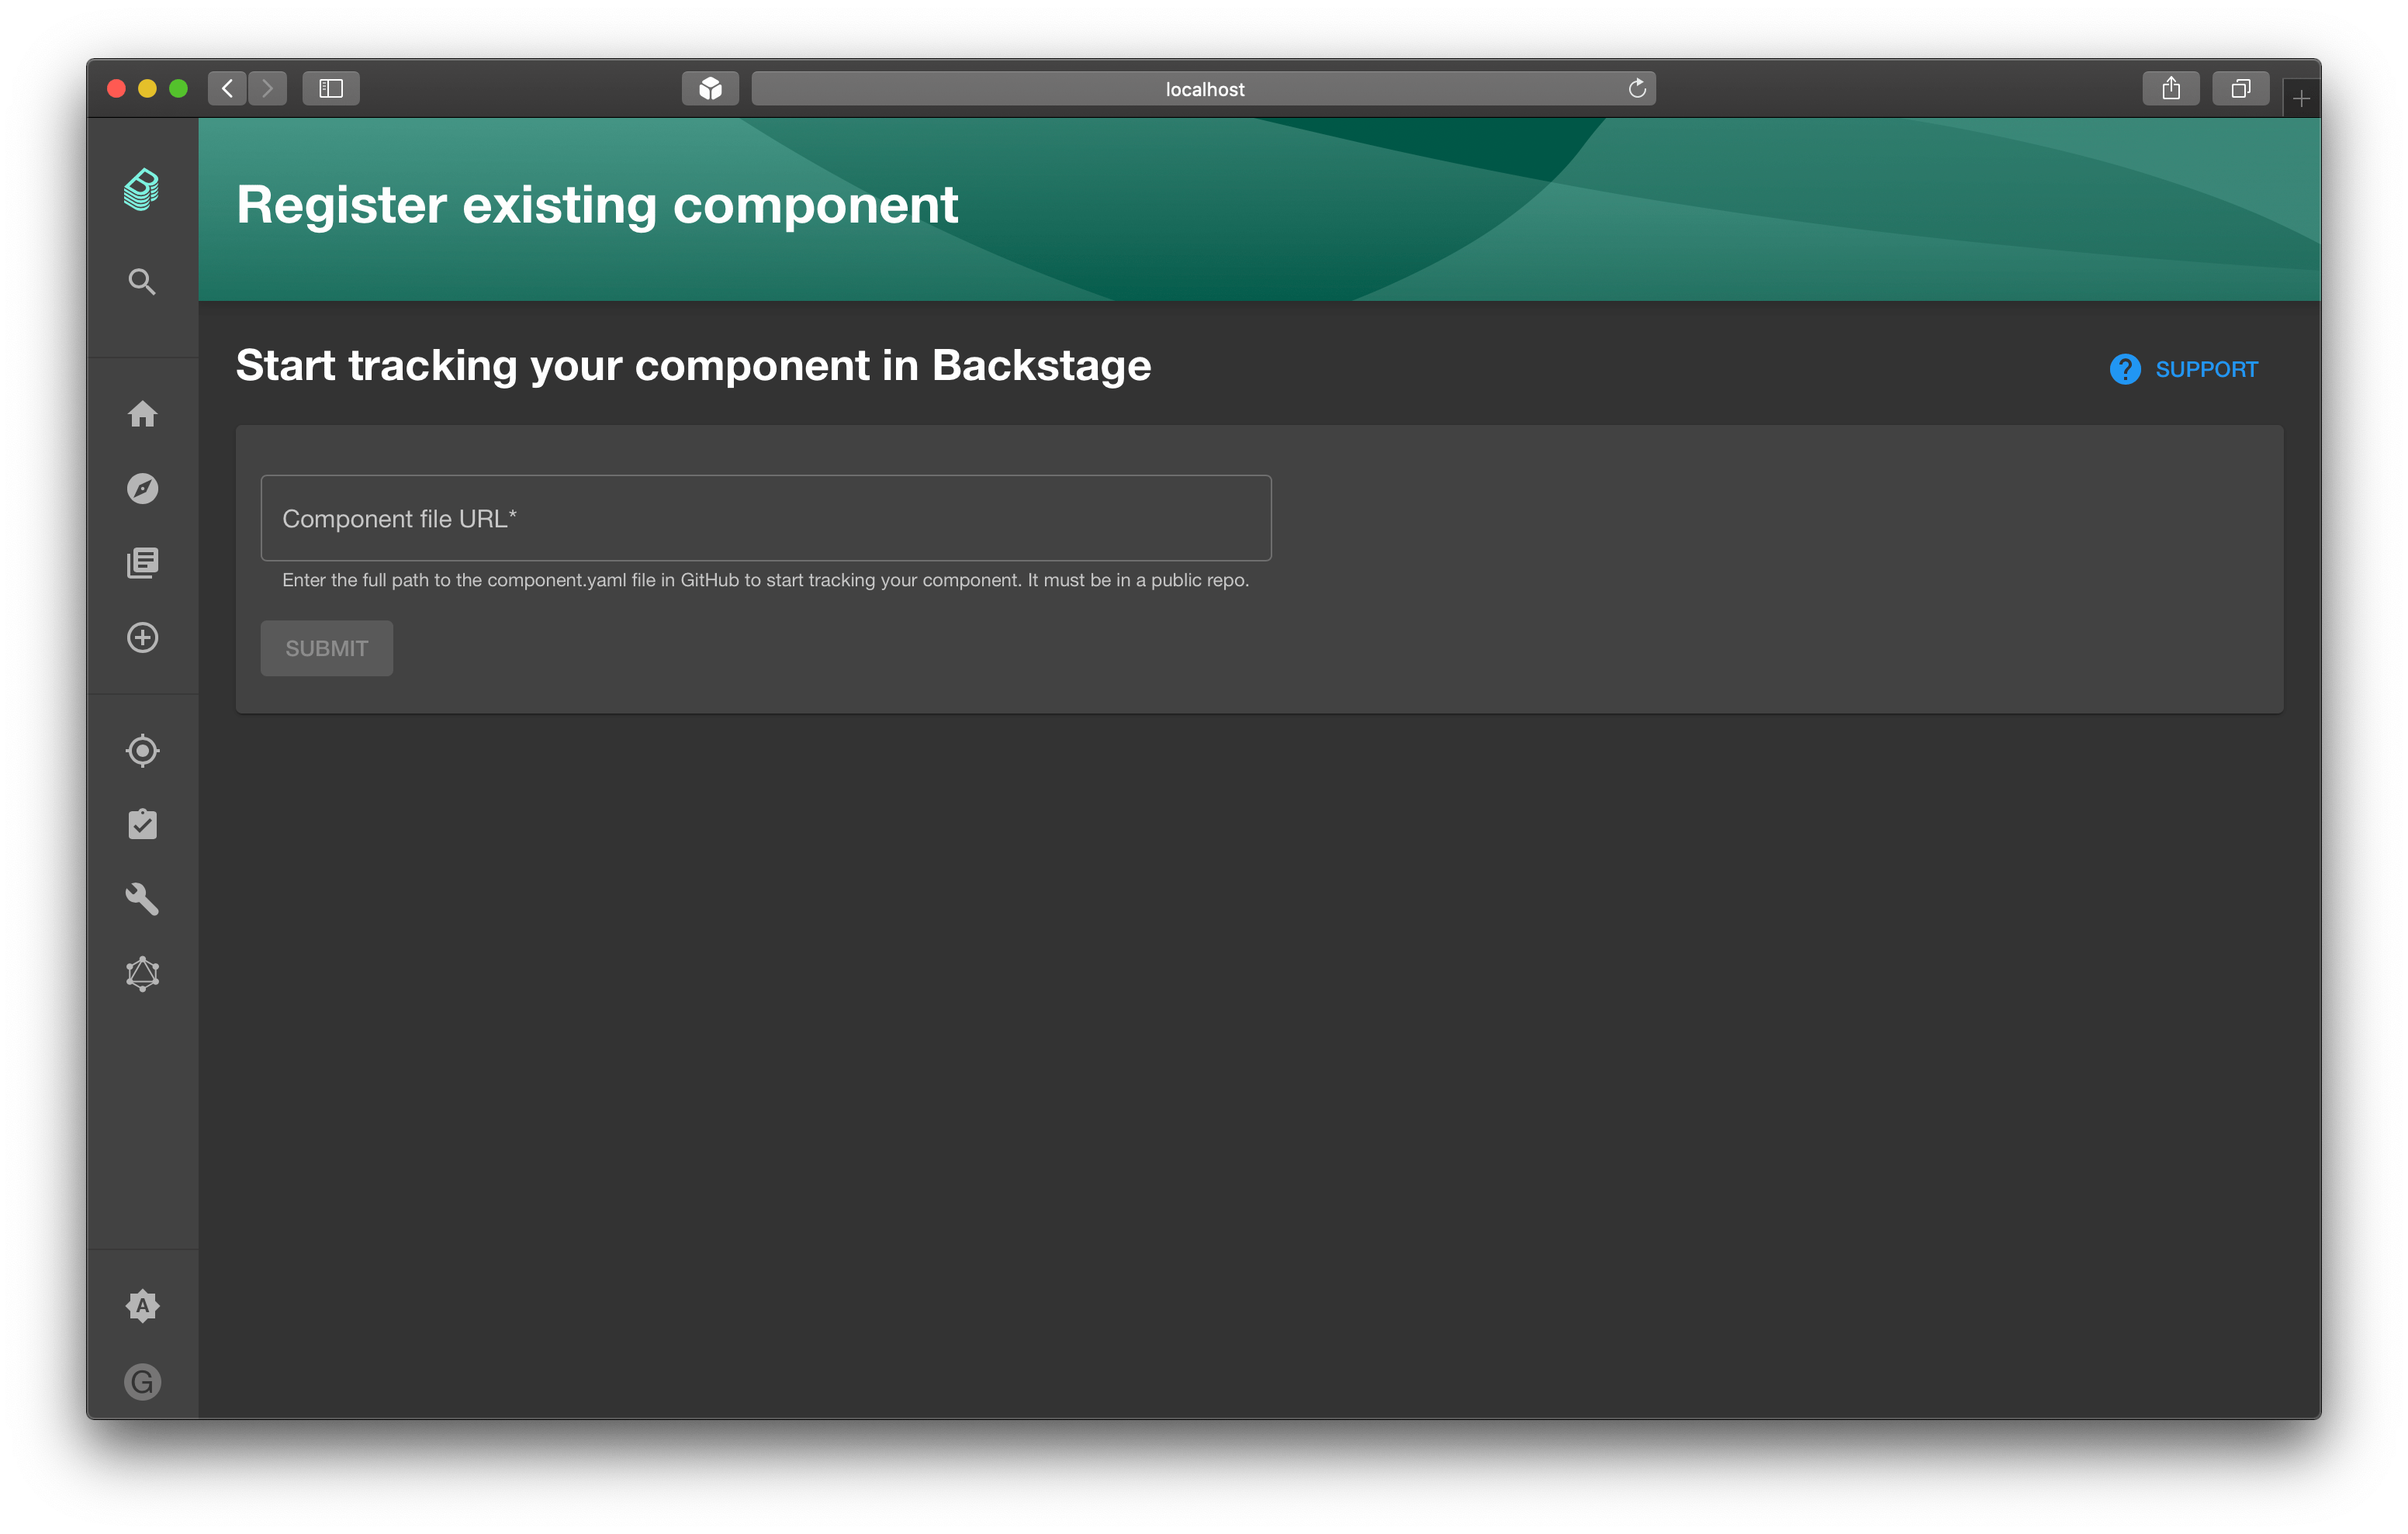 localhost
Register existing component
Start tracking your component in Backstage
SUPPORT
Component file URL*
Enter the full path to the component.yaml file in GitHub to start tracking your component. It must be in a public repo.
SUBMIT
A
G